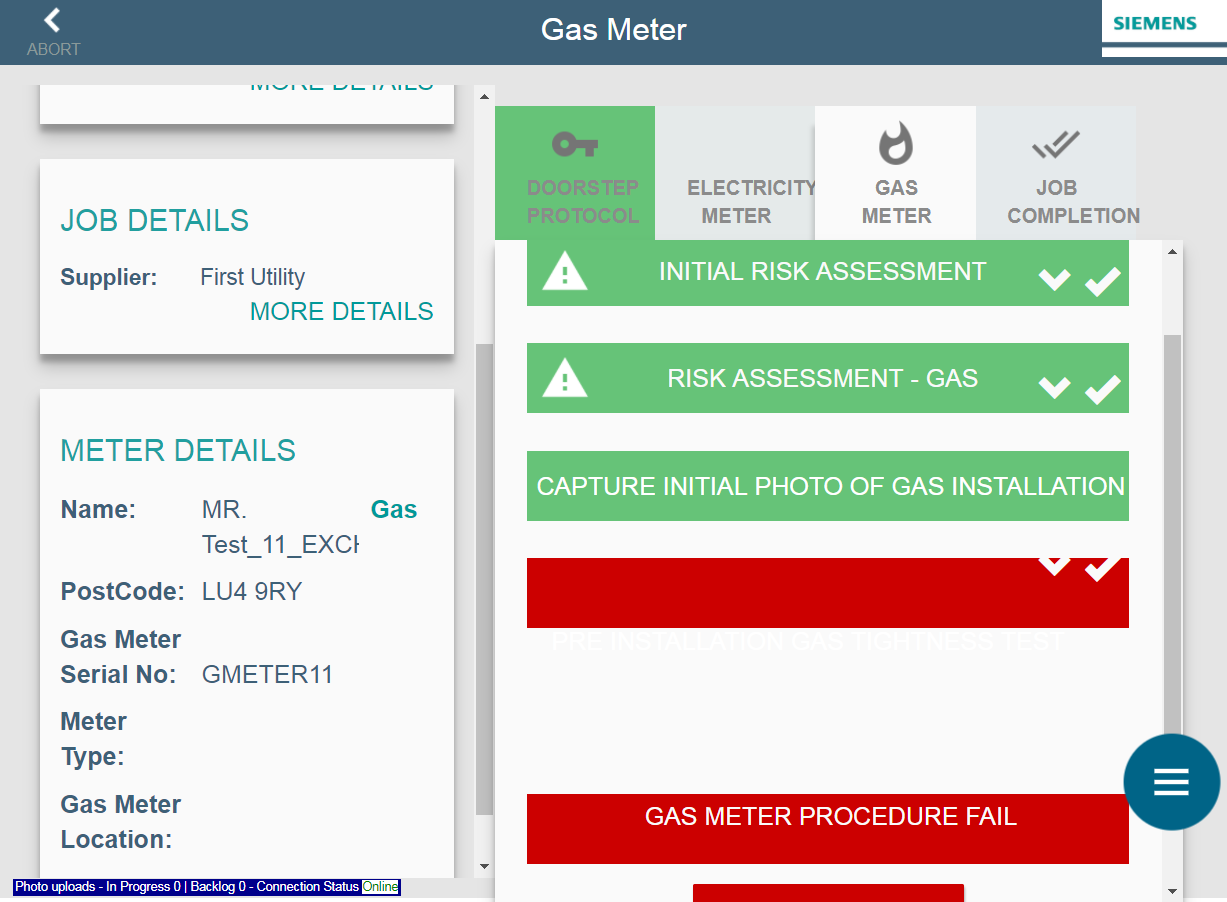 ABORT
Gas Meter
SIEMENS
MORE DETAILS
JOB DETAILS
Supplier: First Utility
MORE DETAILS
METER DETAILS
Name: MR. Gas
Test_11_EXCH
PostCode: LU4 9RY
Gas Meter
Serial No: GMETER11
Meter
Type:
Gas Meter
Location:
DOORSTEP
PROTOCOL
ELECTRICITY
METER
GAS
METER
JOB
COMPLETION
INITIAL RISK ASSESSMENT
RISK ASSESSMENT - GAS
CAPTURE INITIAL PHOTO OF GAS INSTALLATION
PRE INSTALLATION GAS TIGHTNESS TEST
GAS METER PROCEDURE FAIL
Photo uploads - In Progress 0 | Backlog 0 - Connection Status Online